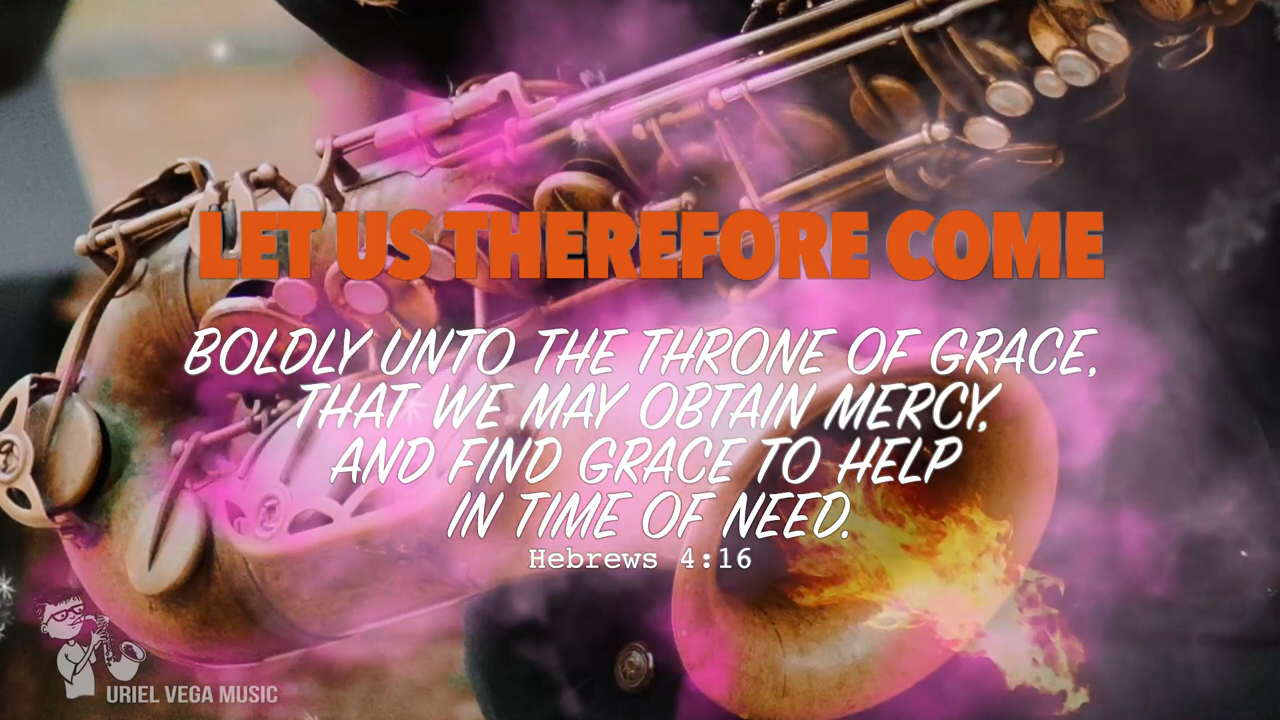 LET US THEREFORE COME
BOLDLY UNTO THE THRONE OF GRACE,
THAT WE MAY OBTAIN MERCY,
AND FIND GRACE TO HELP
IN TIME OF NEED.
Hebrews 4:16
URIEL VEGA MUSIC